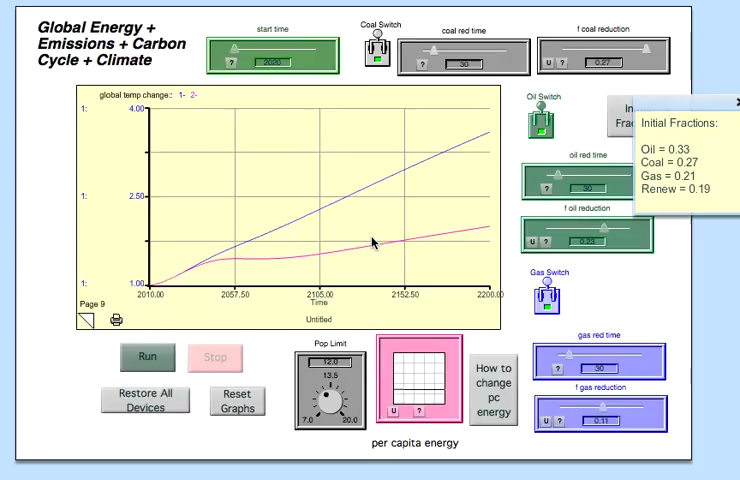 Global Energy +
Emissions + Carbon
Cycle + Climate
start time
?
2020
Coal Switch
coal red time
?
30
f coal reduction
U ?
0.27
global temp change:: 1- 2-
1:
4.00
1:
2.50
1:
1.00
2010.00 2057.50 2105.00 2152.50 2200.00
Time
Page 9
Untitled
Oil Switch
Initial Fractions:
Oil = 0.33
Coal = 0.27
Gas = 0.21
Renew = 0.19
oil red time
?
30
f oil reduction
U ?
0.23
Gas Switch
gas red time
?
30
f gas reduction
U ?
0.11
Run
Stop
Restore All
Devices
Reset
Graphs
Pop Limit
12.0
13.5
7.0 20.0
U ?
How to
change
pc
energy
per capita energy